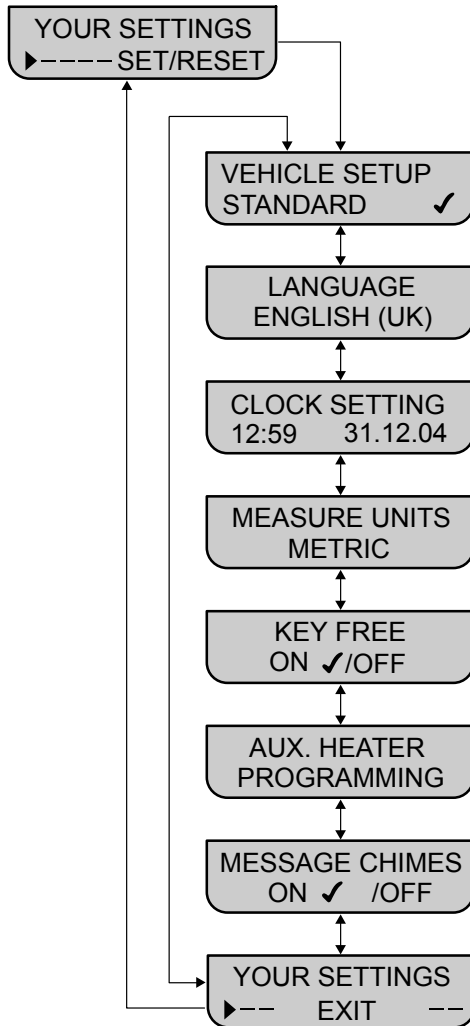 YOUR SETTINGS
▶---- SET/RESET
VEHICLE SETUP
STANDARD ✓
LANGUAGE
ENGLISH (UK)
CLOCK SETTING
12:59 31.12.04
MEASURE UNITS
METRIC
KEY FREE
ON ✓/OFF
AUX. HEATER
PROGRAMMING
MESSAGE CHIMES
ON ✓ /OFF
YOUR SETTINGS
▶-- EXIT --